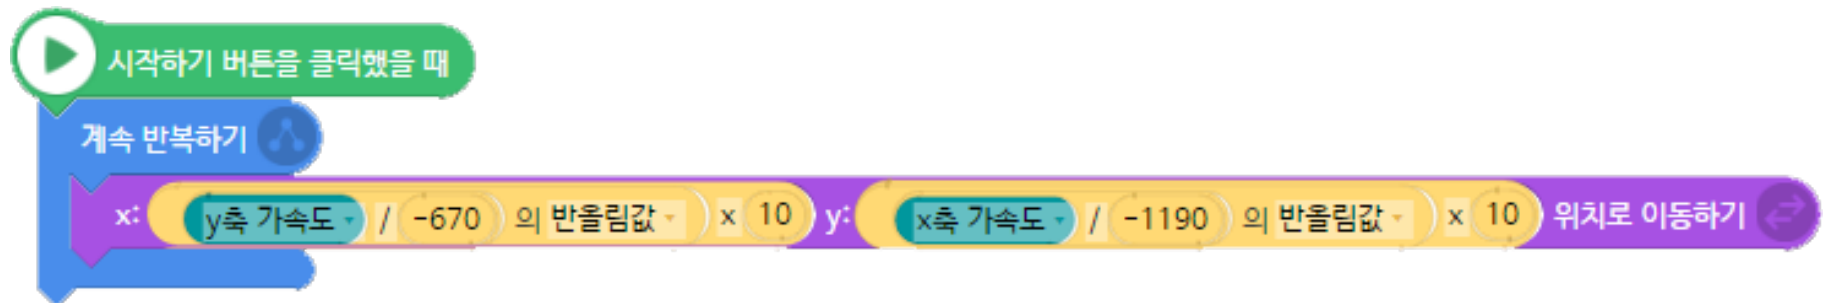 시작하기 버튼을 클릭했을 때
계속 반복하기
x: y축 가속도 / -670 의 반올림값 x 10 y: x축 가속도 / -1190 의 반올림값 x 10 위치로 이동하기